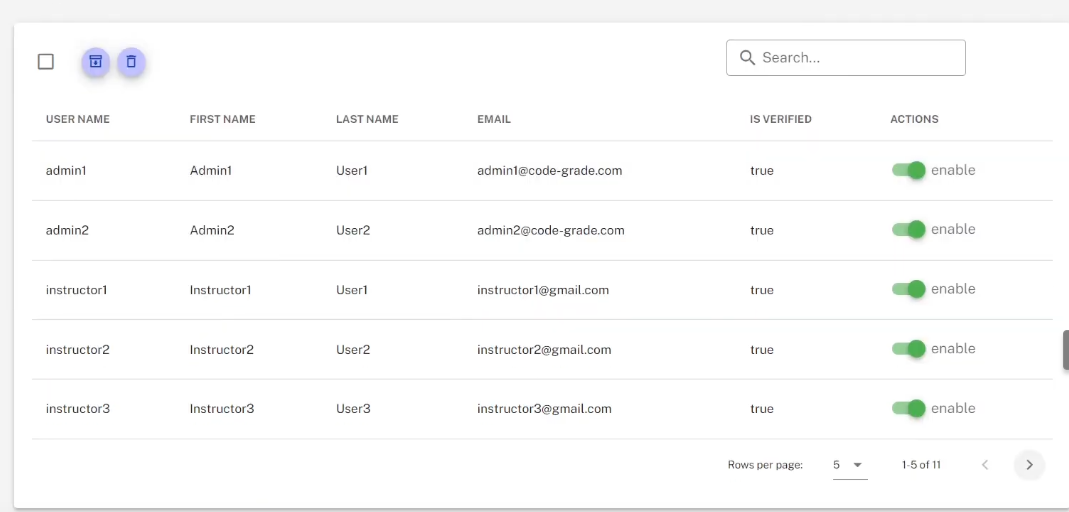 Search...
USER NAME FIRST NAME LAST NAME EMAIL IS VERIFIED ACTIONS
admin1 Admin1 User1 admin1@code-grade.com true enable
admin2 Admin2 User2 admin2@code-grade.com true enable
instructor1 Instructor1 User1 instructor1@gmail.com true enable
instructor2 Instructor2 User2 instructor2@gmail.com true enable
instructor3 Instructor3 User3 instructor3@gmail.com true enable
Rows per page: 5 1-5 of 11